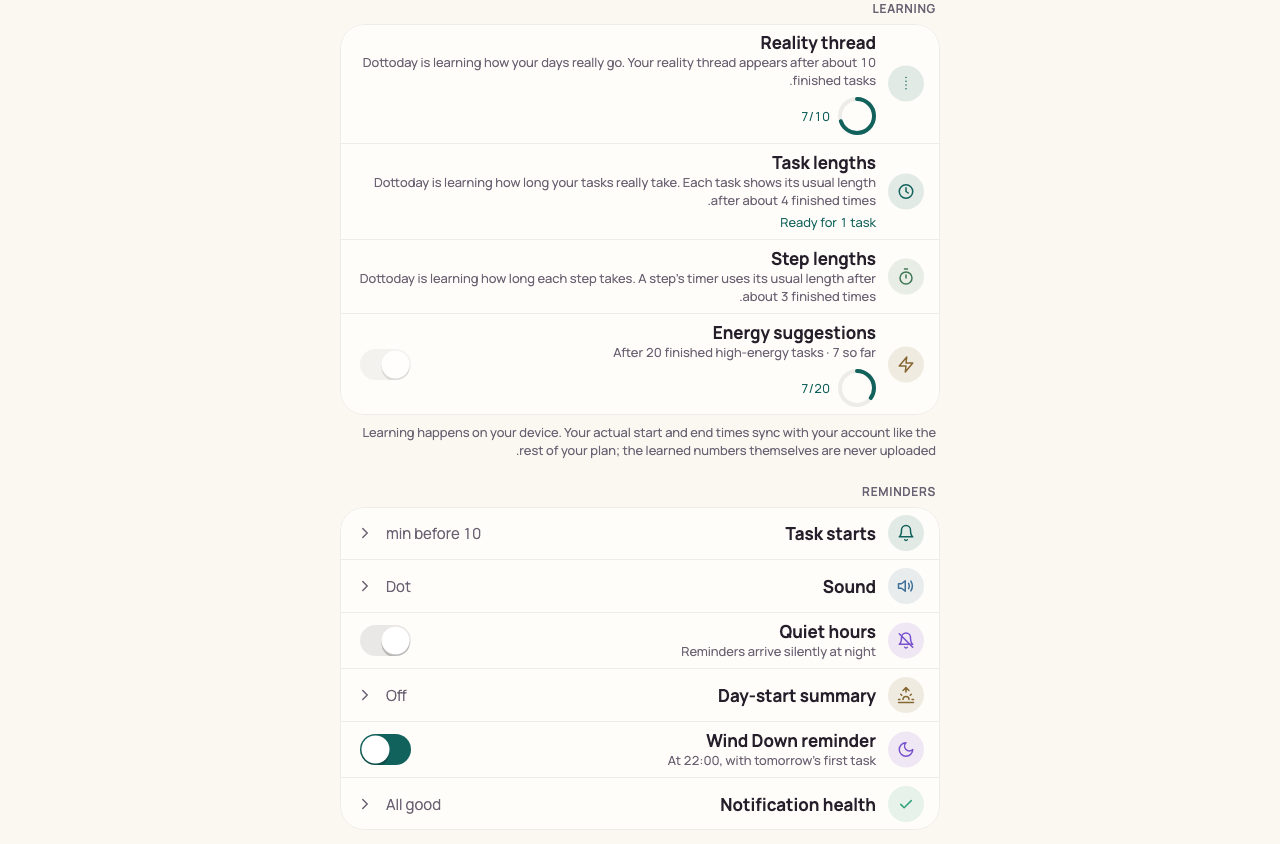 LEARNING
Reality thread
Dottoday is learning how your days really go. Your reality thread appears after about 10
.finished tasks
7/10
Task lengths
Dottoday is learning how long your tasks really take. Each task shows its usual length
.after about 4 finished times
Ready for 1 task
Step lengths
Dottoday is learning how long each step takes. A step's timer uses its usual length after
.about 3 finished times
Energy suggestions
After 20 finished high-energy tasks · 7 so far
7/20
Learning happens on your device. Your actual start and end times sync with your account like the
.rest of your plan; the learned numbers themselves are never uploaded
REMINDERS
Task starts
min before 10
Sound
Dot
Quiet hours
Reminders arrive silently at night
Day-start summary
Off
Wind Down reminder
At 22:00, with tomorrow's first task
Notification health
All good